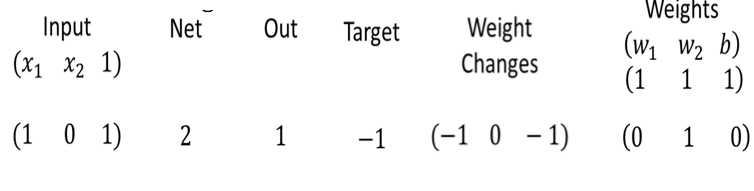 Input Net Out Target Weight Changes Weights
(x₁ x₂ 1) (w₁ w₂ b)
(1 1 1)
(1 0 1) 2 1 −1 (−1 0 − 1) (0 1 0)